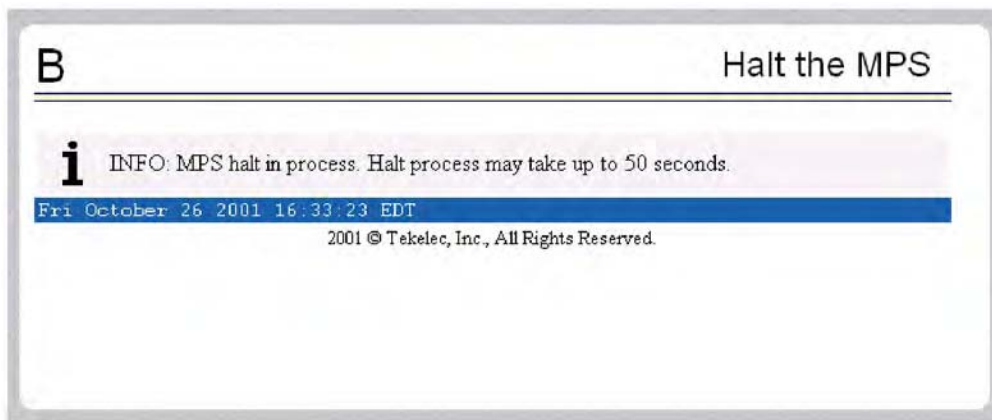 B
Halt the MPS
i INFO: MPS halt in process. Halt process may take up to 50 seconds.
Fri October 26 2001 16:33:23 EDT
2001 © Tekelec, Inc., All Rights Reserved.